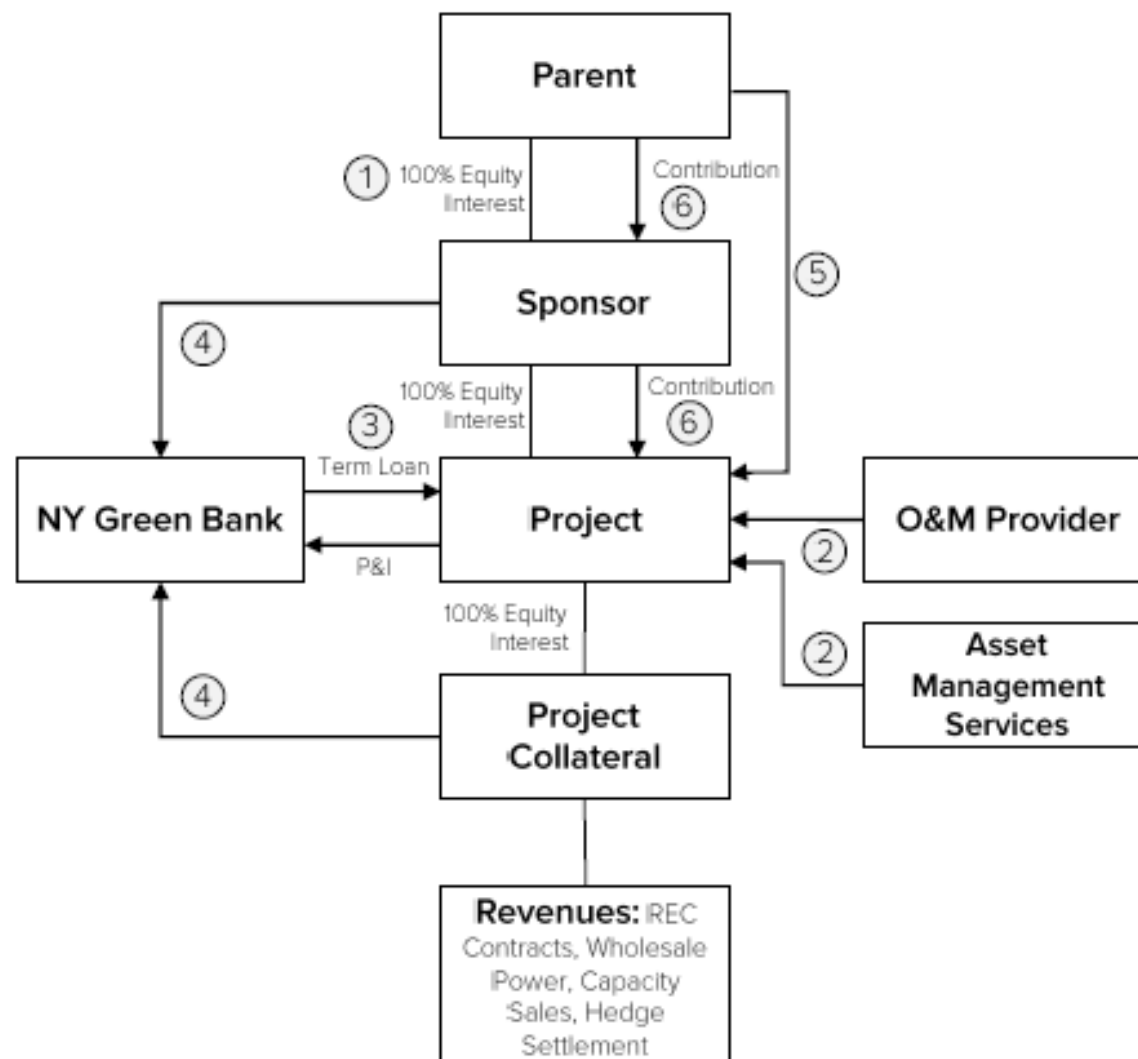 Parent
1
100% Equity
Interest
Contribution
6
5
Sponsor
4
100% Equity
Interest
Contribution
6
3
Term Loan
NY Green Bank
Project
O&M Provider
P&I
2
100% Equity
Interest
2
Asset
Management
Services
4
Project
Collateral
Revenues: REC
Contracts, Wholesale
Power, Capacity
Sales, Hedge
Settlement